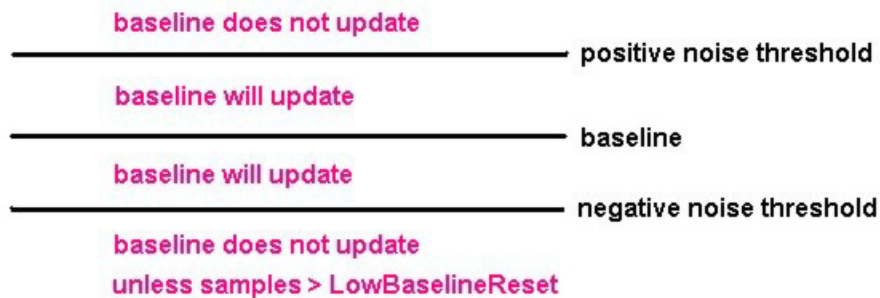 baseline does not update
positive noise threshold
baseline will update
baseline
baseline will update
negative noise threshold
baseline does not update
unless samples > LowBaselineReset